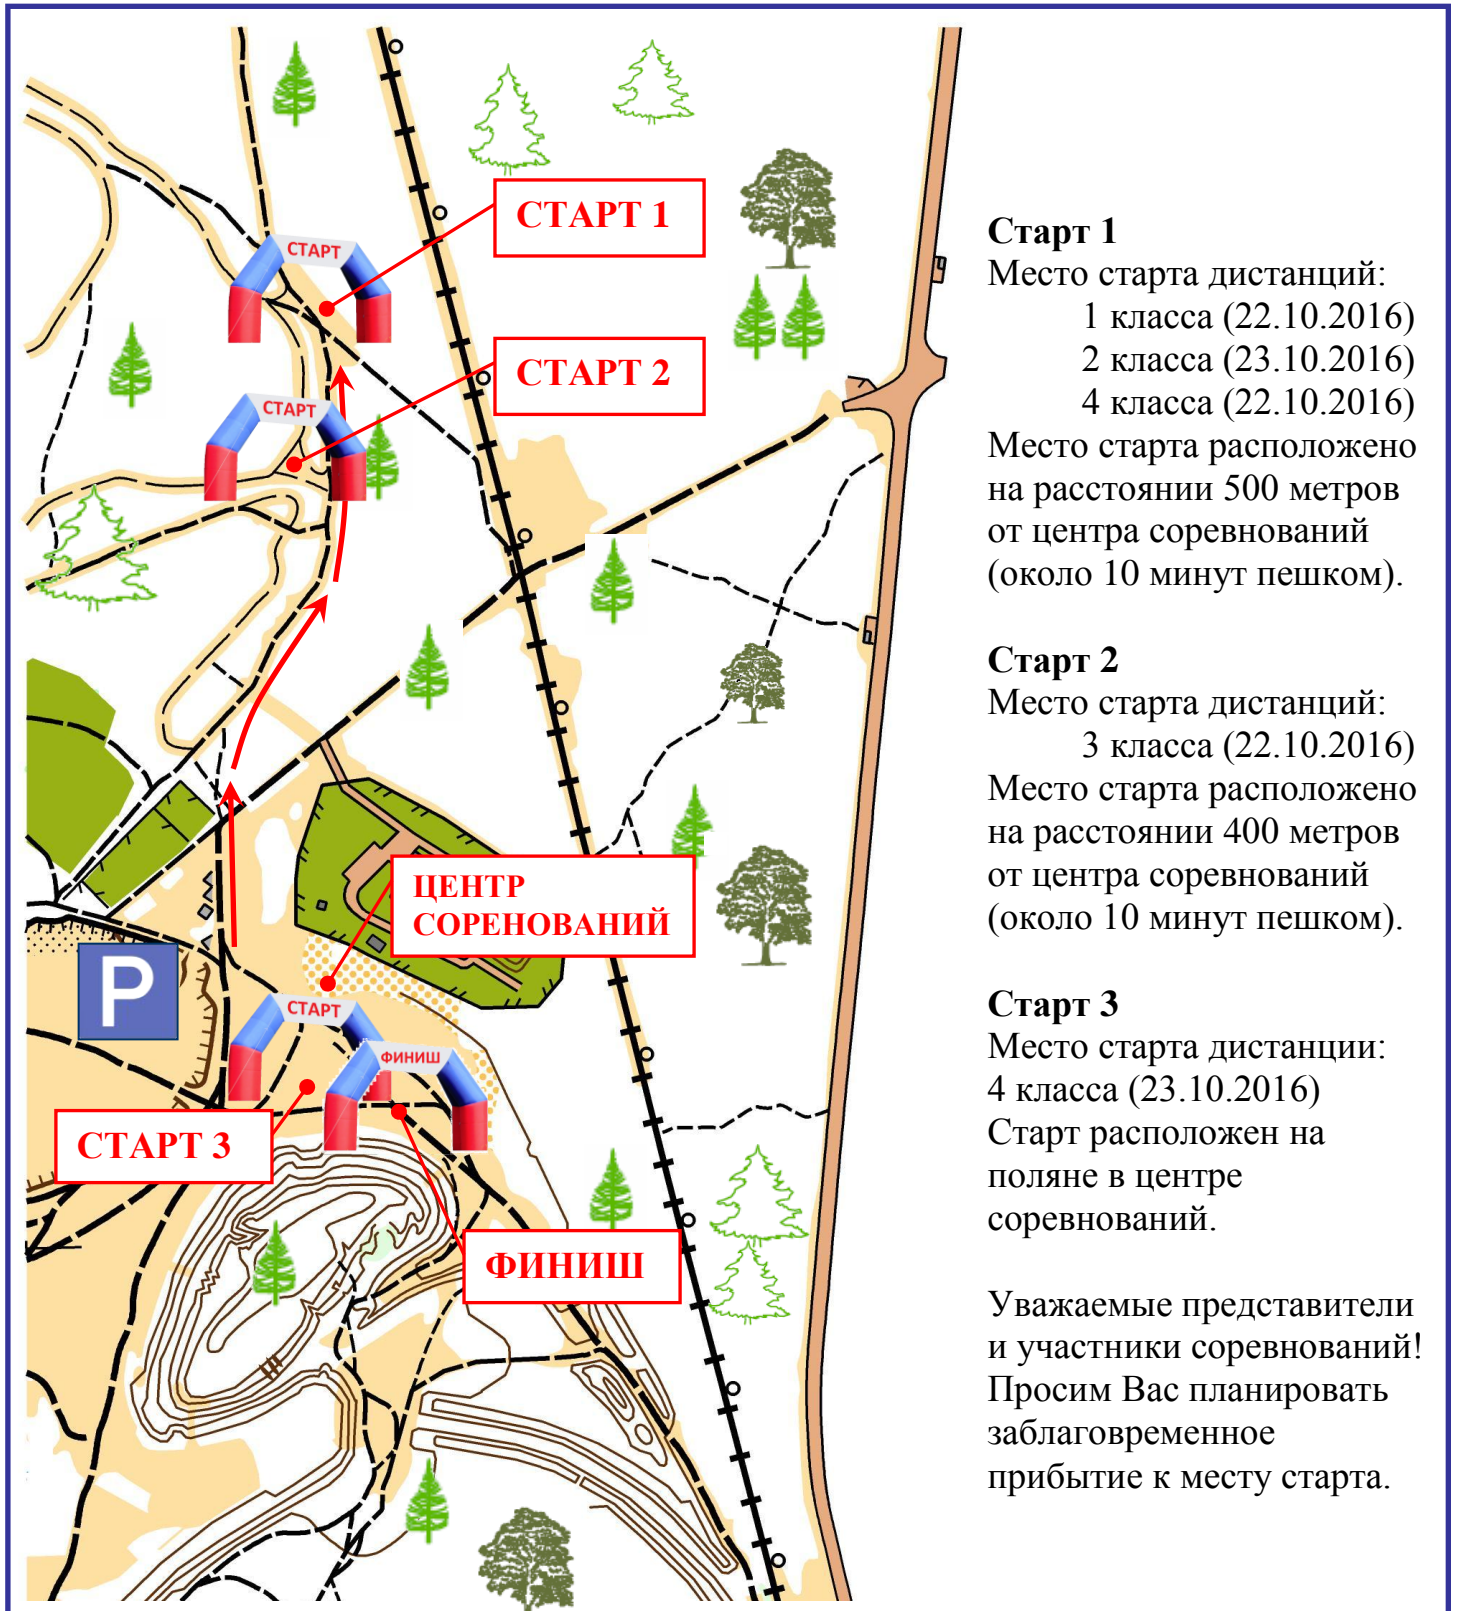 СТАРТ
СТАРТ 1
СТАРТ
СТАРТ 2
ЦЕНТР
СОРЕНОВАНИЙ
P
СТАРТ
ФИНИШ
СТАРТ 3
ФИНИШ
Старт 1
Место старта дистанций:
1 класса (22.10.2016)
2 класса (23.10.2016)
4 класса (22.10.2016)
Место старта расположено
на расстоянии 500 метров
от центра соревнований
(около 10 минут пешком).
Старт 2
Место старта дистанций:
3 класса (22.10.2016)
Место старта расположено
на расстоянии 400 метров
от центра соревнований
(около 10 минут пешком).
Старт 3
Место старта дистанции:
4 класса (23.10.2016)
Старт расположен на
поляне в центре
соревнований.
Уважаемые представители
и участники соревнований!
Просим Вас планировать
заблаговременное
прибытие к месту старта.